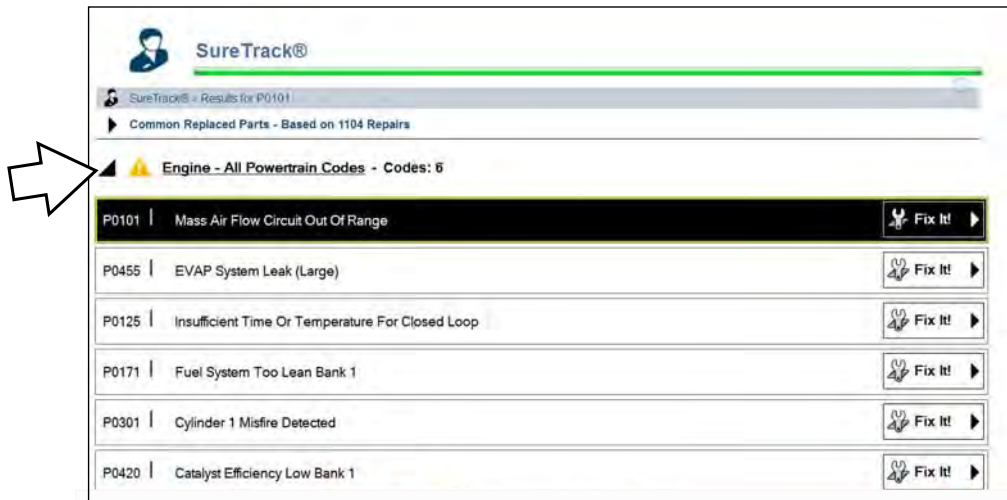 SureTrack®
SureTrack® - Results for P0101
Common Replaced Parts - Based on 1104 Repairs
Engine - All Powertrain Codes - Codes: 6
P0101 | Mass Air Flow Circuit Out Of Range Fix It!
P0455 | EVAP System Leak (Large) Fix It!
P0125 | Insufficient Time Or Temperature For Closed Loop Fix It!
P0171 | Fuel System Too Lean Bank 1 Fix It!
P0301 | Cylinder 1 Misfire Detected Fix It!
P0420 | Catalyst Efficiency Low Bank 1 Fix It!